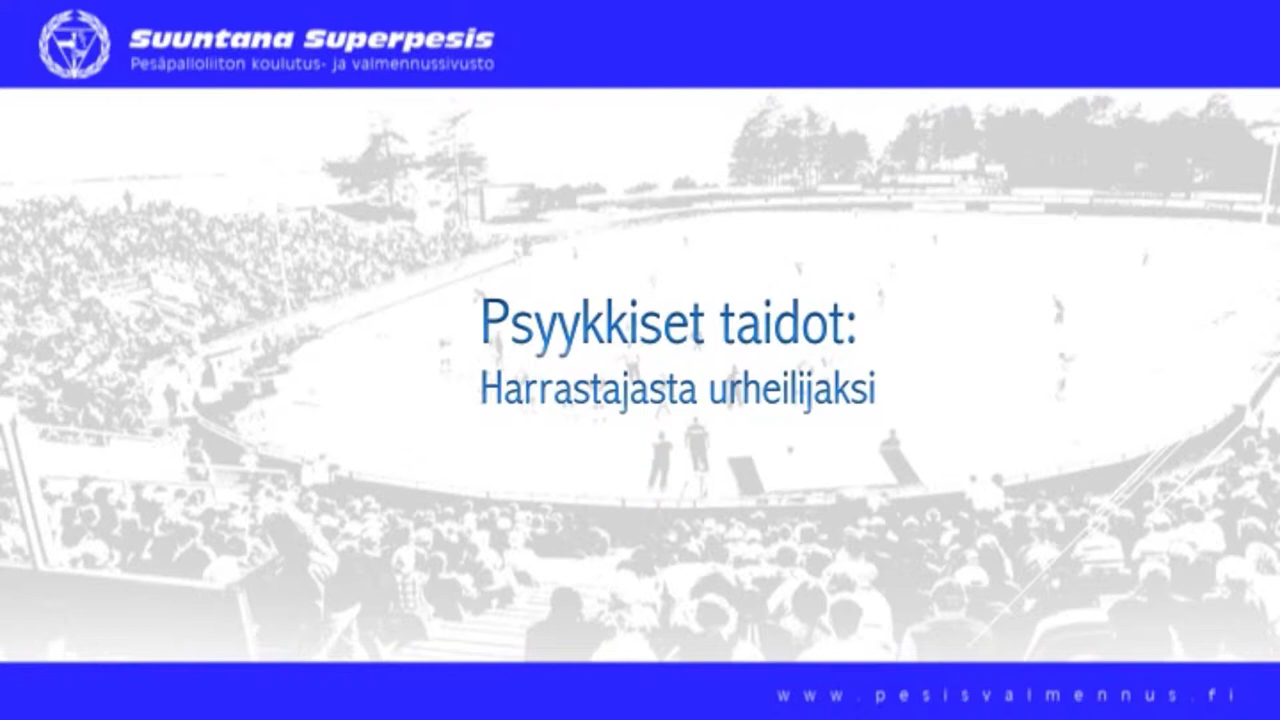 Suuntana Superpesis
Pesäpalloliiton koulutus- ja valmennussivusto
Psyykkiset taidot:
Harrastajasta urheilijaksi
www.pesisvalmennus.fi